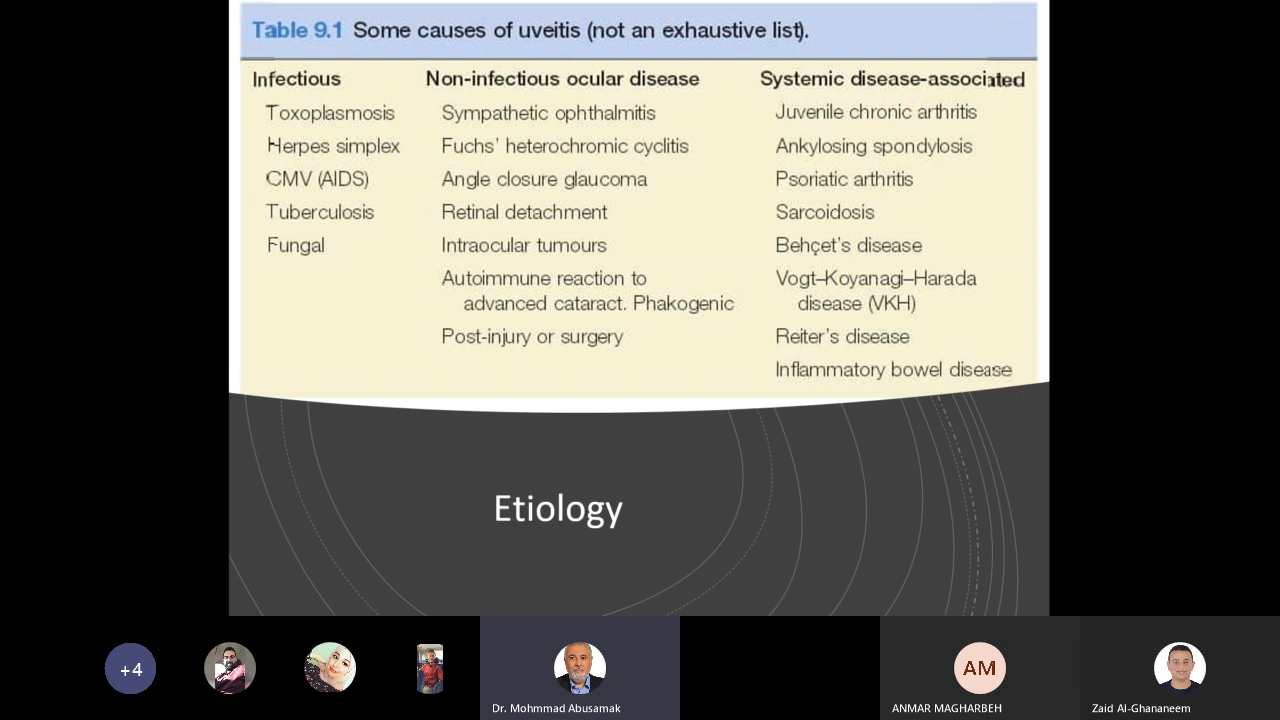 Table 9.1 Some causes of uveitis (not an exhaustive list).
Infectious
Toxoplasmosis
Herpes simplex
CMV (AIDS)
Tuberculosis
Fungal
Non-infectious ocular disease
Sympathetic ophthalmitis
Fuchs' heterochromic cyclitis
Angle closure glaucoma
Retinal detachment
Intraocular tumours
Autoimmune reaction to
advanced cataract. Phakogenic
Post-injury or surgery
Systemic disease-associated
Juvenile chronic arthritis
Ankylosing spondylosis
Psoriatic arthritis
Sarcoidosis
Behçet's disease
Vogt–Koyanagi–Harada
disease (VKH)
Reiter's disease
Inflammatory bowel disease
Etiology
+4
Dr. Mohmmad Abusamak
AM
ANMAR MAGHARBEH
Zaid Al-Ghananeem